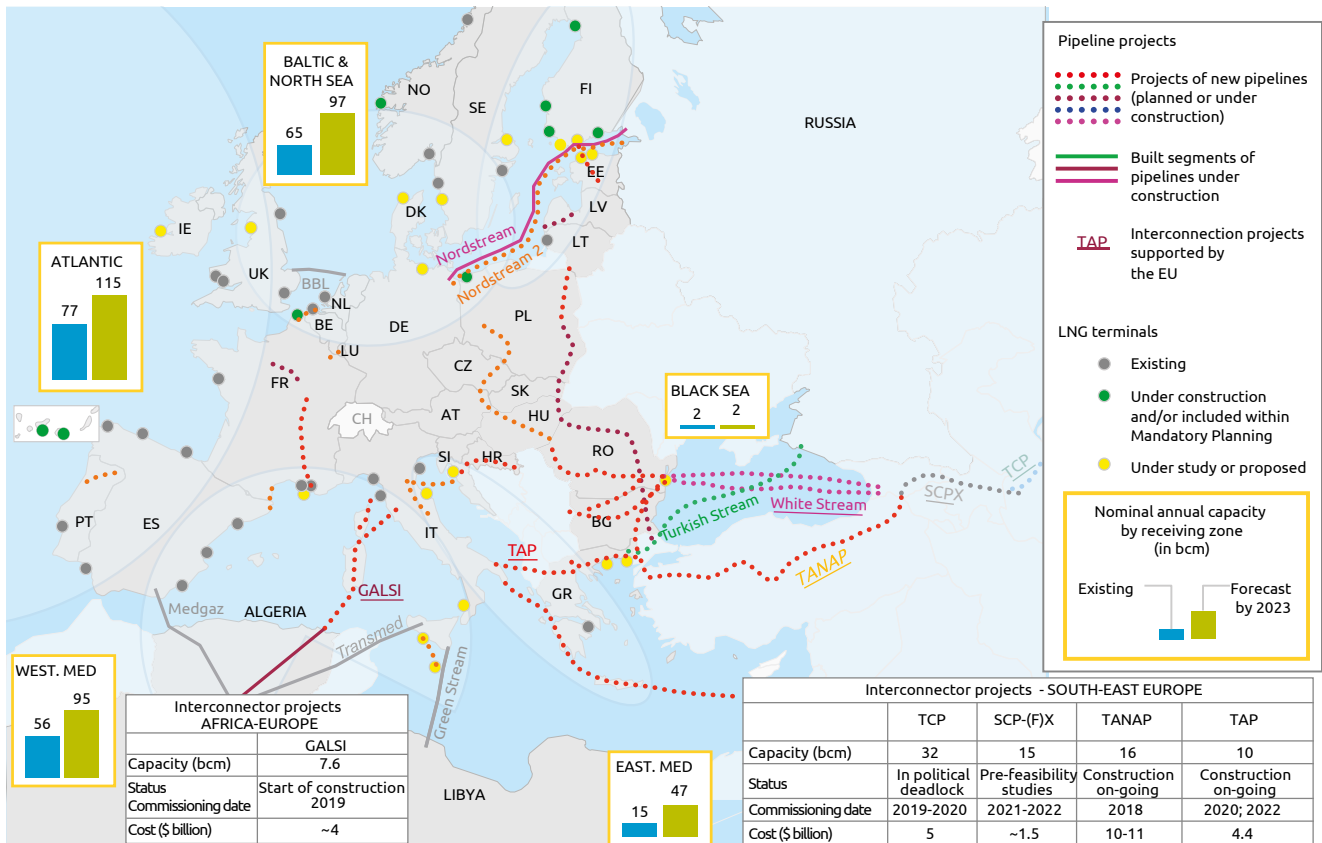 BALTIC &
NORTH SEA
97
65
NO
SE
FI
RUSSIA
EE
LV
LT
DK
IE
UK
Nordstream
Nordstream 2
ATLANTIC
115
77
BBL
NL
BE
LU
DE
PL
CZ
SK
FR
CH
AT
HU
SI
HR
RO
BLACK SEA
2
2
TCP
SCPX
White Stream
Turkish Stream
BG
PT
ES
IT
TAP
TANAP
GR
GALSI
Medgaz
ALGERIA
Transmed
Green Stream
LIBYA
WEST. MED
95
56
EAST. MED
47
15
Pipeline projects
Projects of new pipelines
(planned or under
construction)
Built segments of
pipelines under
construction
TAP
Interconnection projects
supported by
the EU
LNG terminals
Existing
Under construction
and/or included within
Mandatory Planning
Under study or proposed
Nominal annual capacity
by receiving zone
(in bcm)
Existing
Forecast
by 2023
Interconnector projects
AFRICA-EUROPE
GALSI
Capacity (bcm) 7.6
Status Start of construction
Commissioning date 2019
Cost ($ billion) ~4
Interconnector projects - SOUTH-EAST EUROPE
TCP SCP-(F)X TANAP TAP
Capacity (bcm) 32 15 16 10
Status In political deadlock Pre-feasibility studies Construction on-going Construction on-going
Commissioning date 2019-2020 2021-2022 2018 2020; 2022
Cost ($ billion) 5 ~1.5 10-11 4.4